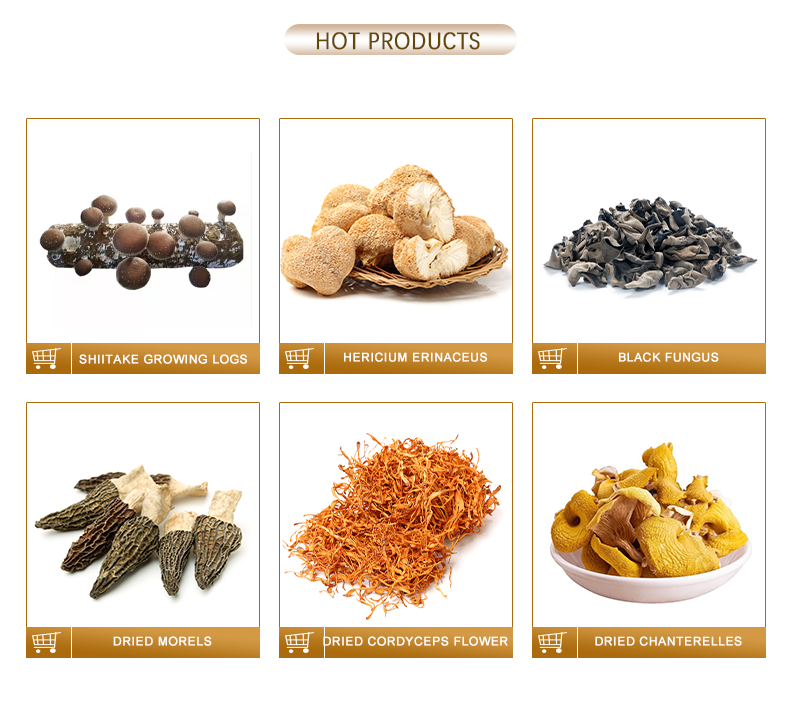 HOT PRODUCTS
SHIITAKE GROWING LOGS
HERICIUM ERINACEUS
BLACK FUNGUS
DRIED MORELS
DRIED CORDYCEPS FLOWER
DRIED CHANTERELLES